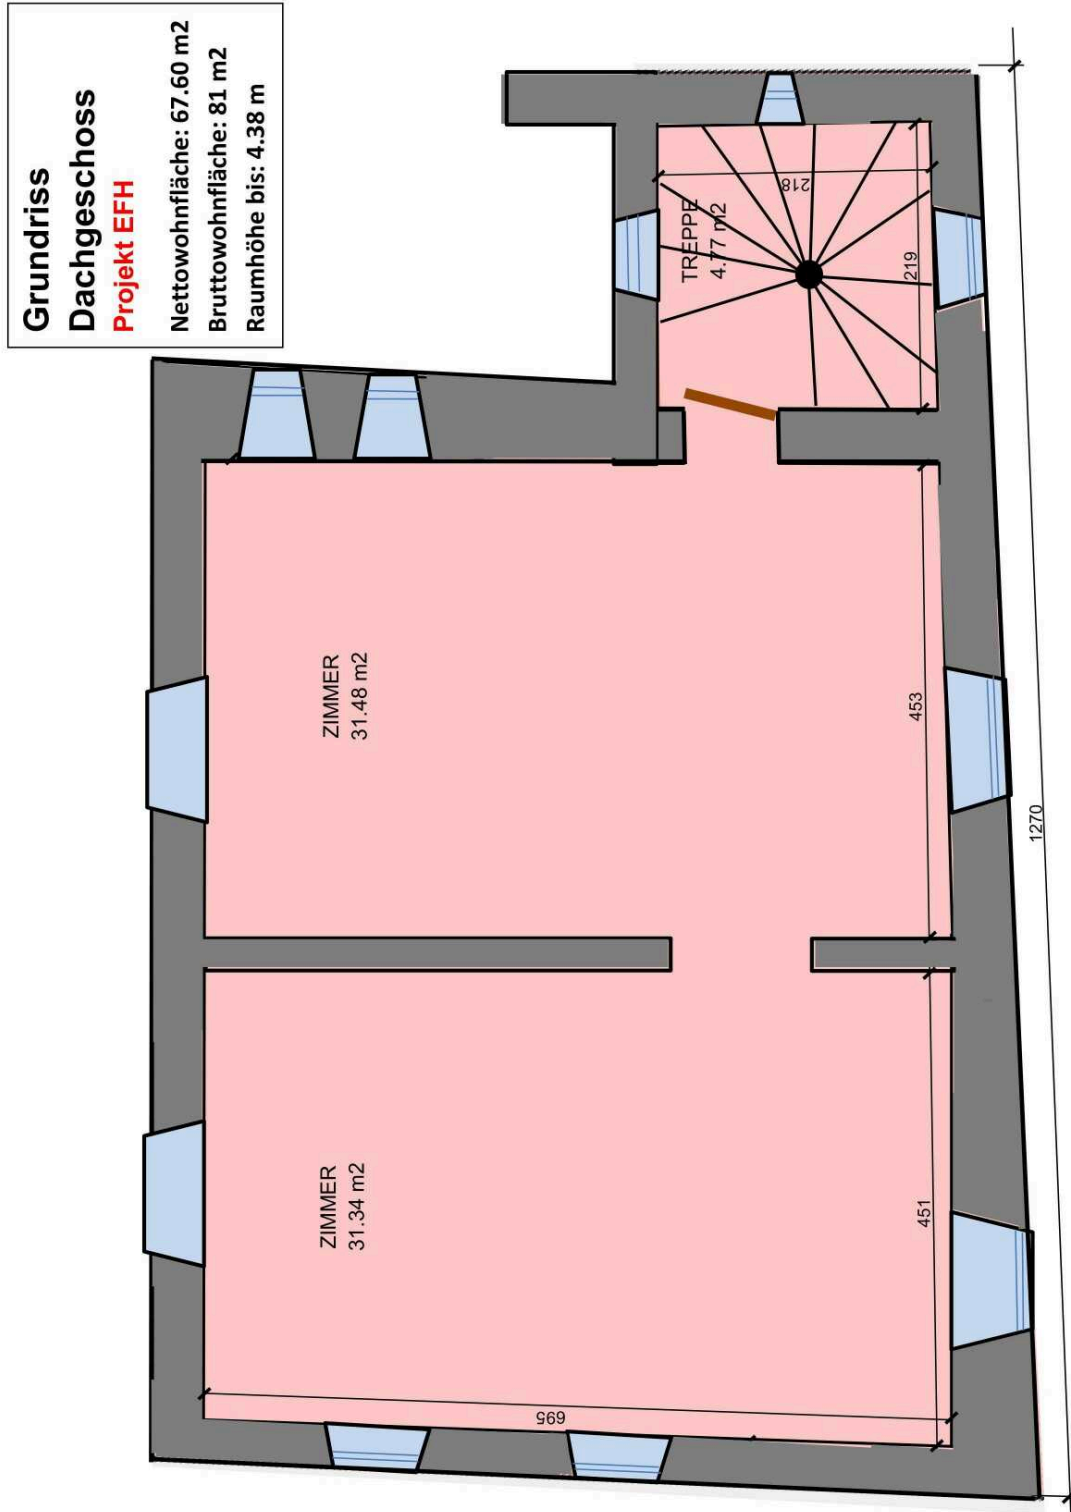 Grundriss
Dachgeschoss
Projekt EFH
Nettowohnfläche: 67.60 m2
Bruttowohnfläche: 81 m2
Raumhöhe bis: 4.38 m
TREPPE
4.77 m2
218
219
ZIMMER
31.48 m2
453
1270
ZIMMER
31.34 m2
451
695